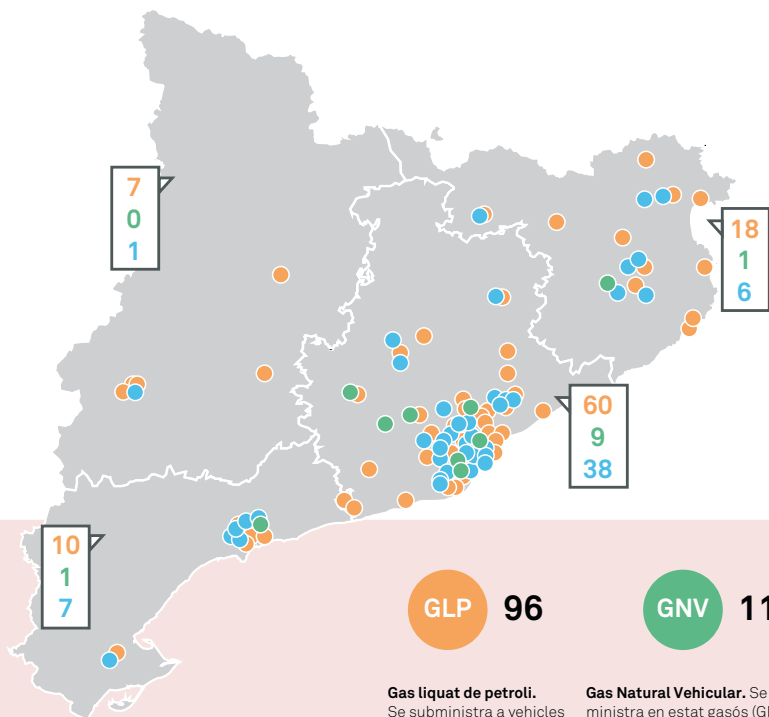 7
0
1
18
1
6
60
9
38
10
1
7
GLP 96
GNV 11
Gas liquat de petroli.
Se subministra a vehicles
Gas Natural Vehicular. Se
ministra en estat gasós (G